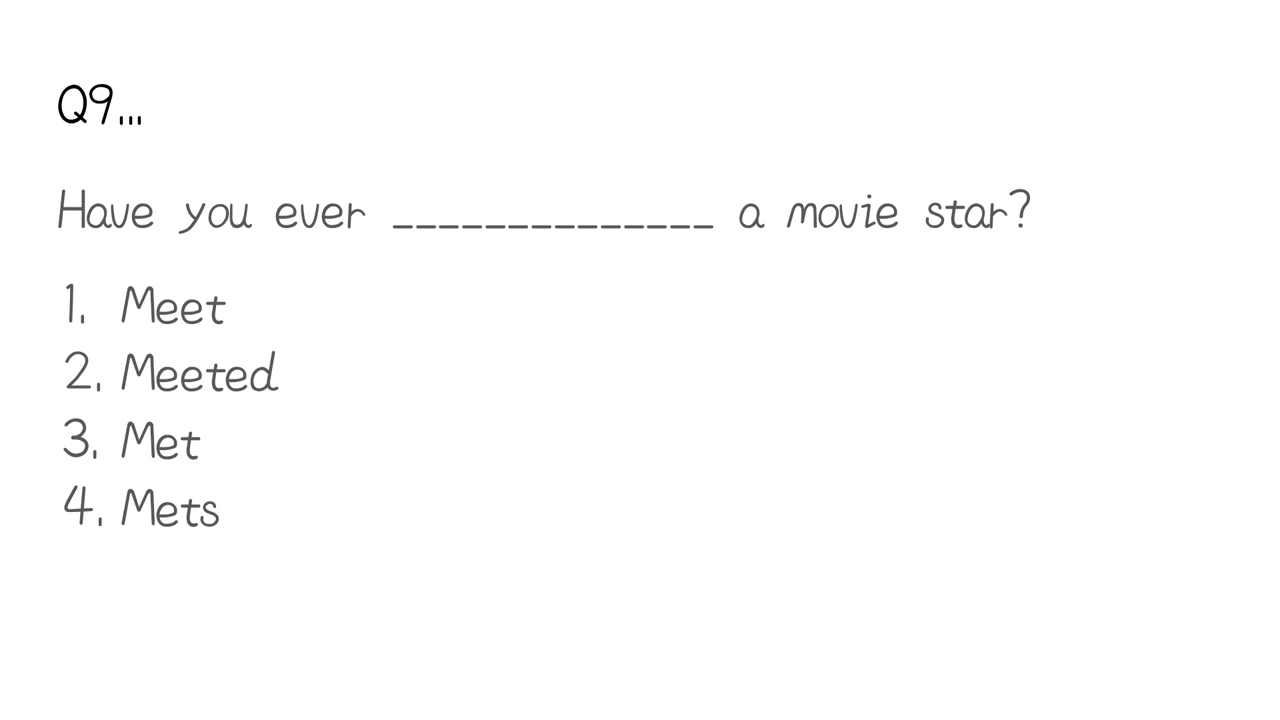 Q9...
Have you ever ______________ a movie star?
1. Meet
2. Meeted
3. Met
4. Mets